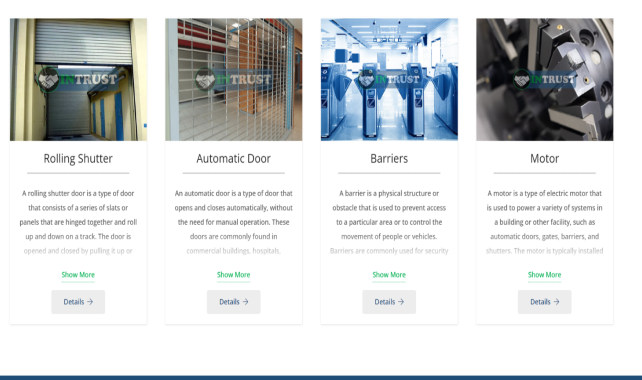 INTRUST
INTRUST
INTRUST
INTRUST
Rolling Shutter
A rolling shutter door is a type of door
that consists of a series of slats or
panels that are hinged together and roll
up and down on a track. The door is
opened and closed by pulling it up or
Show More
Details →
Automatic Door
An automatic door is a type of door that
opens and closes automatically, without
the need for manual operation. These
doors are commonly found in
commercial buildings, hospitals,
Show More
Details →
Barriers
A barrier is a physical structure or
obstacle that is used to prevent access
to a particular area or to control the
movement of people or vehicles.
Barriers are commonly used for security
Show More
Details →
Motor
A motor is a type of electric motor that
is used to power a variety of systems in
a building or other facility, such as
automatic doors, gates, barriers, and
shutters. The motor is typically installed
Show More
Details →